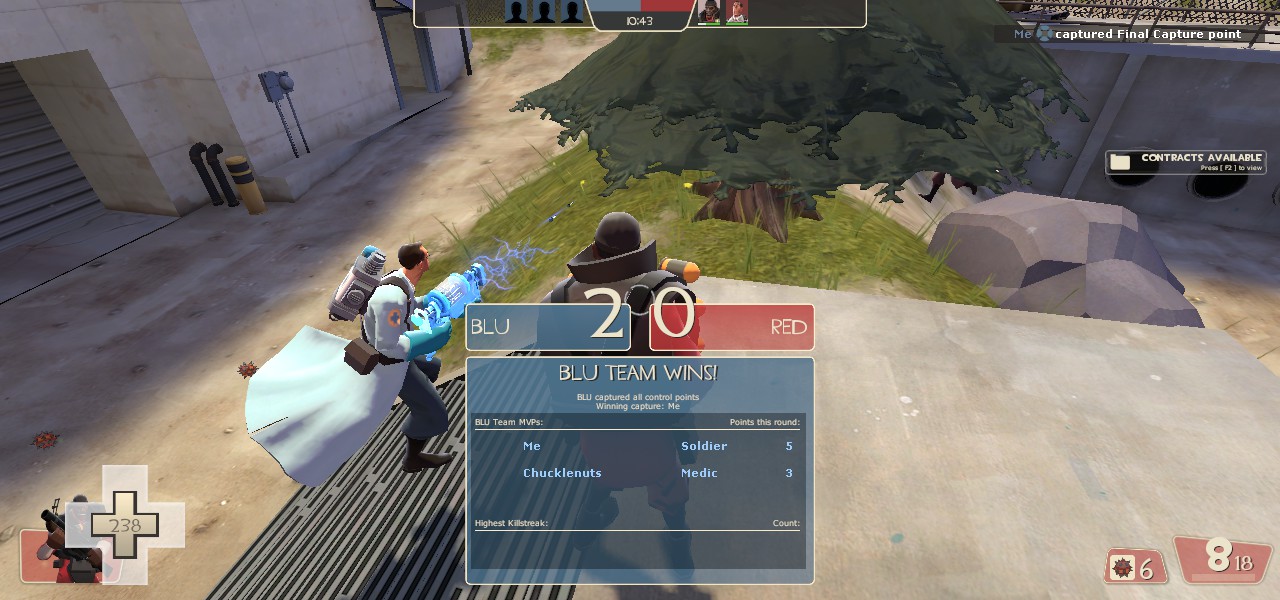 10:43
Me captured Final Capture point
CONTRACTS AVAILABLE
Press [ F2 ] to view
BLU 2 0 RED
BLU TEAM WINS!
BLU captured all control points
Winning capture: Me
BLU Team MVPs: Points this round:
Me Soldier 5
Chucklenuts Medic 3
Highest Killstreak: Count:
238
6
8 18